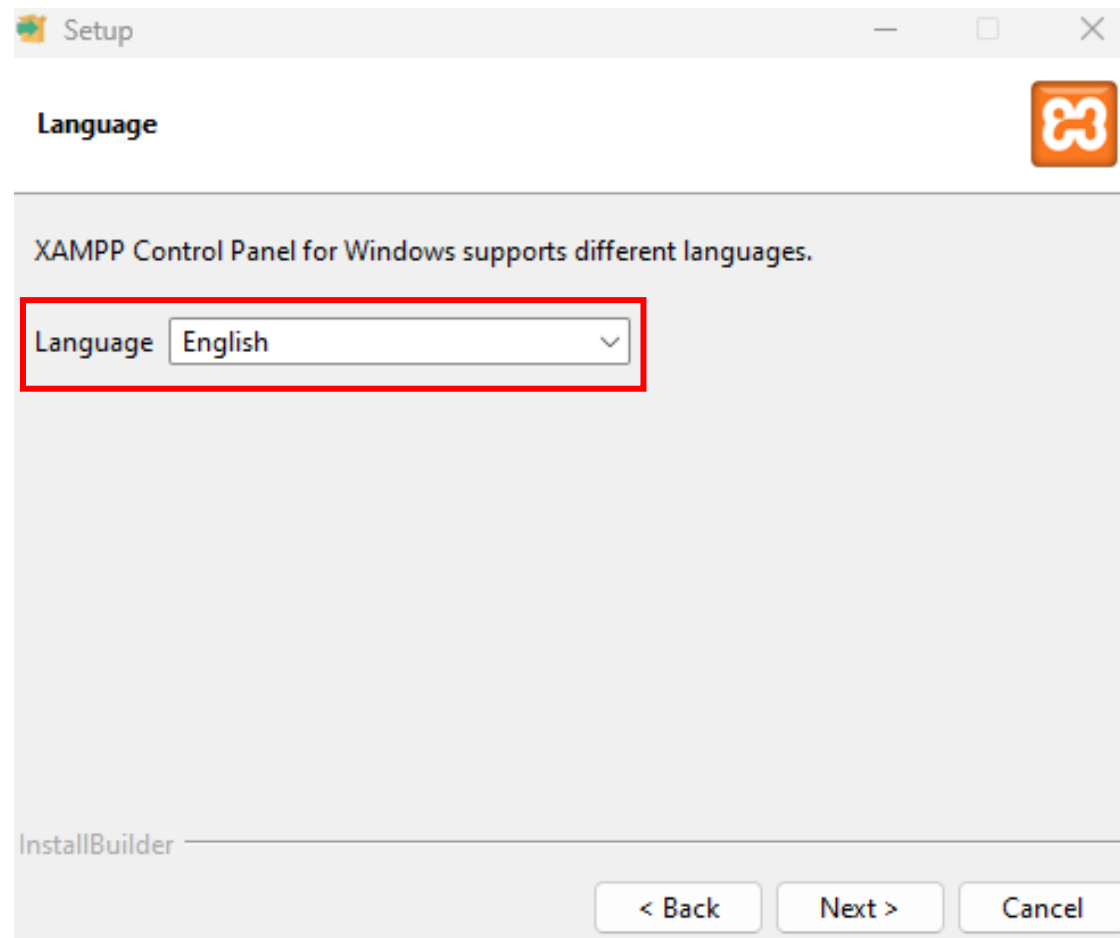 Setup
Language
XAMPP Control Panel for Windows supports different languages.
Language English
InstallBuilder
< Back Next > Cancel